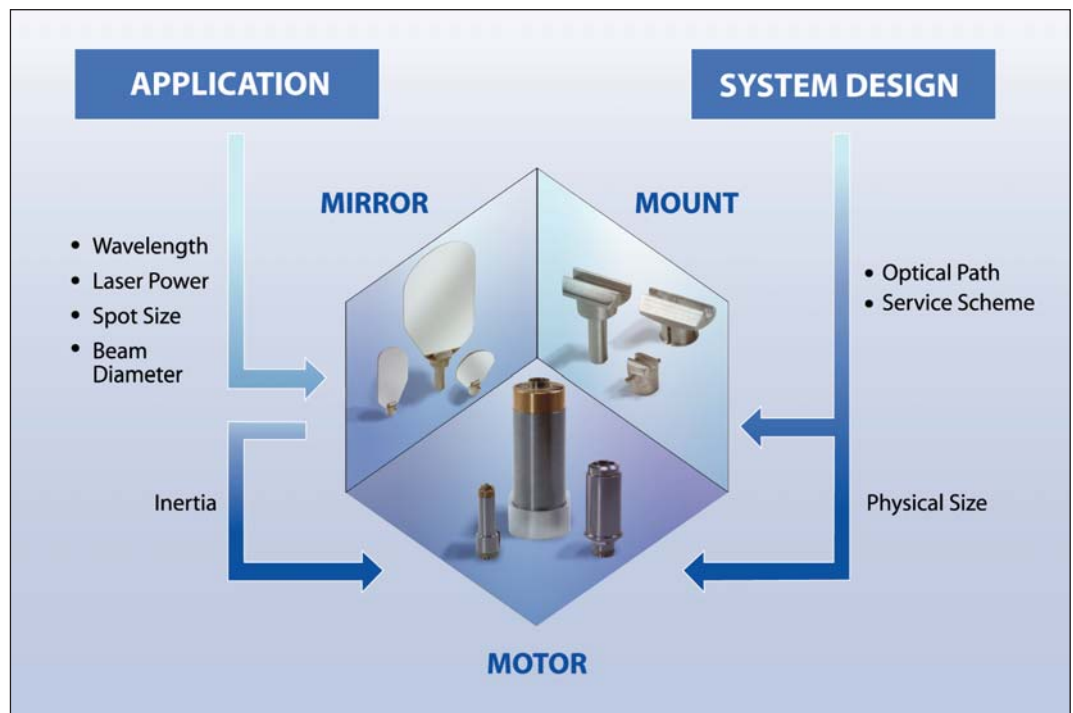 APPLICATION
SYSTEM DESIGN
MIRROR
MOUNT
• Wavelength
• Laser Power
• Spot Size
• Beam
Diameter
• Optical Path
• Service Scheme
Inertia
Physical Size
MOTOR